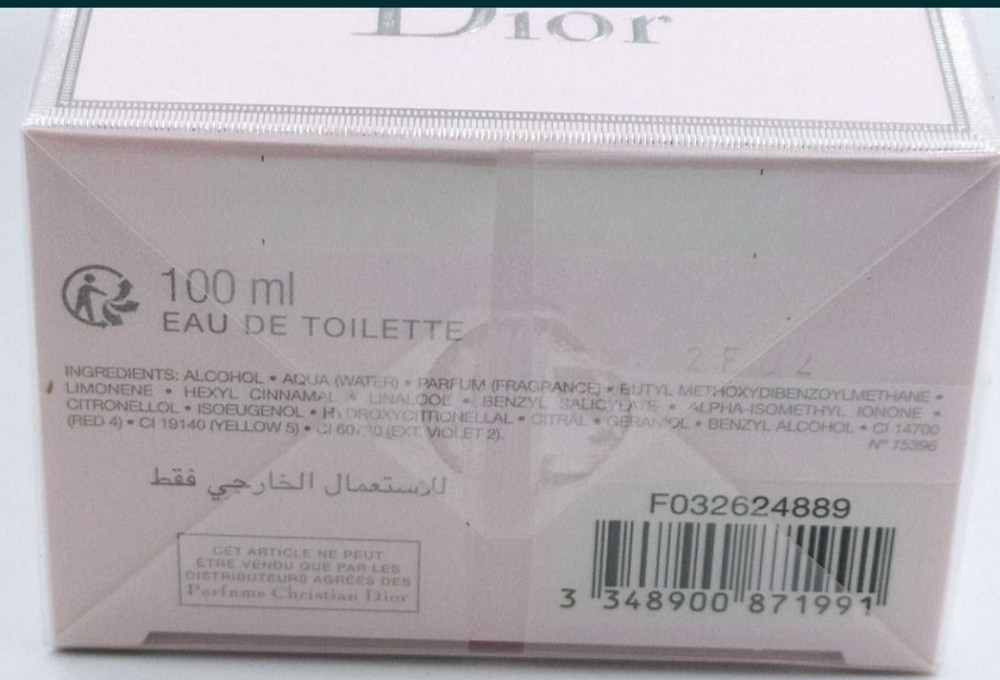 Dior
100 ml
EAU DE TOILETTE
INGREDIENTS: ALCOHOL • AQUA (WATER) • PARFUM (FRAGRANCE) • BUTYL METHOXYDIBENZOYLMETHANE •
LIMONENE • HEXYL CINNAMAL • LINALOOL • BENZYL SALICYLATE • ALPHA-ISOMETHYL IONONE •
CITRONELLOL • ISOEUGENOL • HYDROXYCITRONELLAL • CITRAL • GERANIOL • BENZYL ALCOHOL • CI 14700
(RED 4) • CI 19140 (YELLOW 5) • CI 60730 (EXT. VIOLET 2).
N° 15396
للاستعمال الخارجي فقط
CET ARTICLE NE PEUT
ÊTRE VENDU QUE PAR LES
DISTRIBUTEURS AGRÉÉS DES
Parfums Christian Dior
F032624889
3 348900 871991